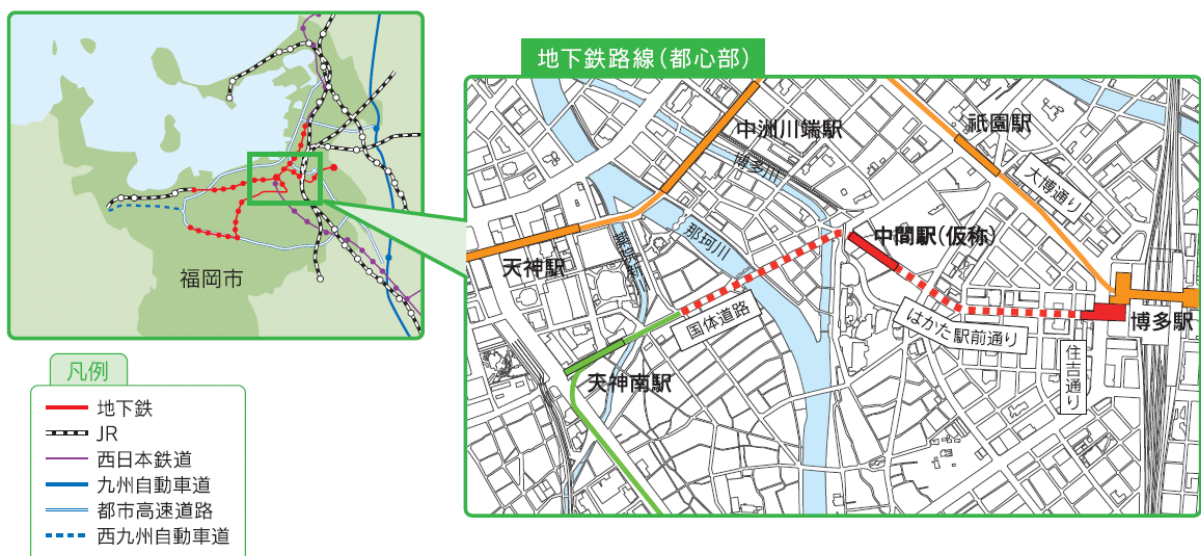 福岡市
凡例
地下鉄
JR
西日本鉄道
九州自動車道
都市高速道路
西九州自動車道
地下鉄路線(都心部)
中洲川端駅
祇園駅
博多川
大博通り
那珂川
中間駅(仮称)
天神駅
薬院新川
国体道路
はかた駅前通り
博多駅
住吉通り
天神南駅